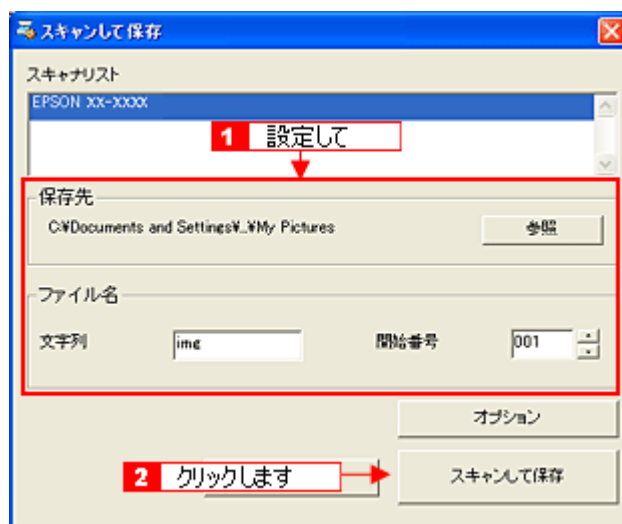 スキャンして保存
スキャナリスト
EPSON XX-XXXX
1 設定して
保存先
C:¥Documents and Settings¥...¥My Pictures
参照
ファイル名
文字列 img 開始番号 001
オプション
2 クリックします
スキャンして保存